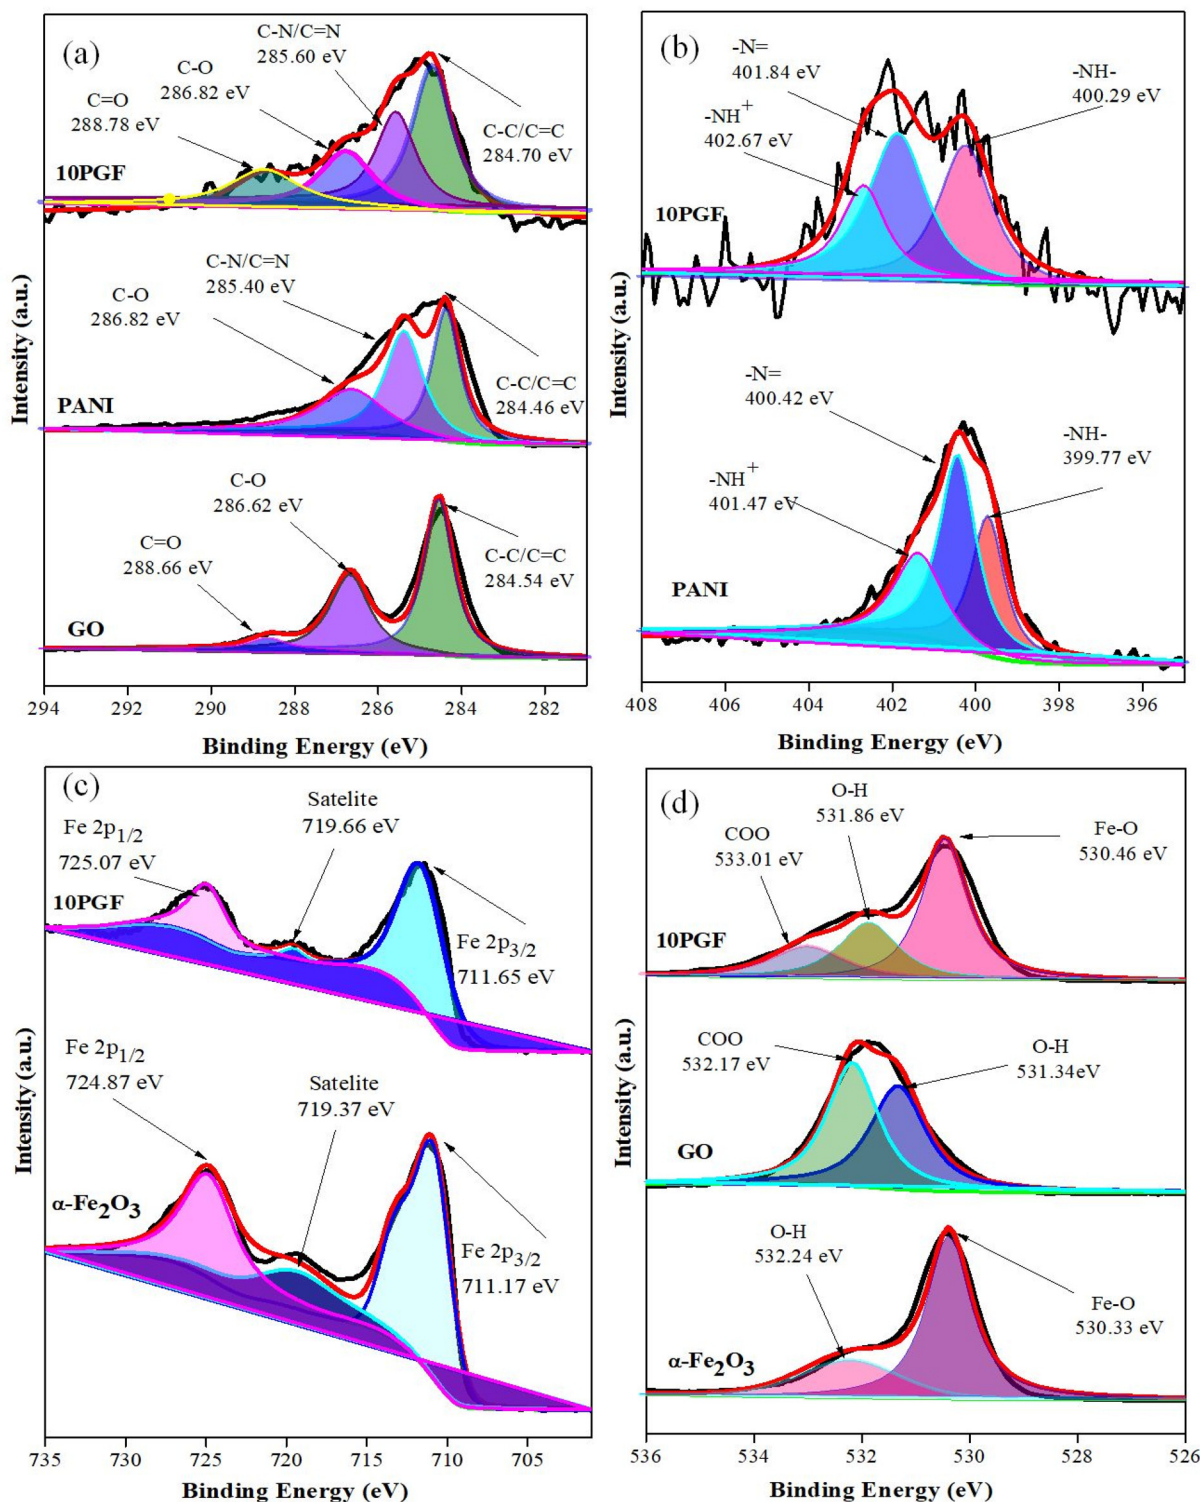 (a)
C-N/C=N
285.60 eV
C-O
286.82 eV
C=O
288.78 eV
C-C/C=C
284.70 eV
10PGF
C-N/C=N
285.40 eV
C-O
286.82 eV
C-C/C=C
284.46 eV
PANI
C-O
286.62 eV
C=O
288.66 eV
C-C/C=C
284.54 eV
GO
Intensity (a.u.)
294 292 290 288 286 284 282
Binding Energy (eV)
(b)
-N=
401.84 eV
-NH+
402.67 eV
-NH-
400.29 eV
10PGF
-N=
400.42 eV
-NH-
399.77 eV
-NH+
401.47 eV
PANI
Intensity (a.u.)
408 406 404 402 400 398 396
Binding Energy (eV)
(c)
Satelite
719.66 eV
Fe 2p1/2
725.07 eV
10PGF
Fe 2p3/2
711.65 eV
Fe 2p1/2
724.87 eV
Satelite
719.37 eV
α-Fe2O3
Fe 2p3/2
711.17 eV
Intensity (a.u.)
735 730 725 720 715 710 705
Binding Energy (eV)
(d)
O-H
531.86 eV
COO
533.01 eV
Fe-O
530.46 eV
10PGF
COO
532.17 eV
O-H
531.34eV
GO
O-H
532.24 eV
Fe-O
530.33 eV
α-Fe2O3
Intensity (a.u.)
536 534 532 530 528 526
Binding Energy (eV)